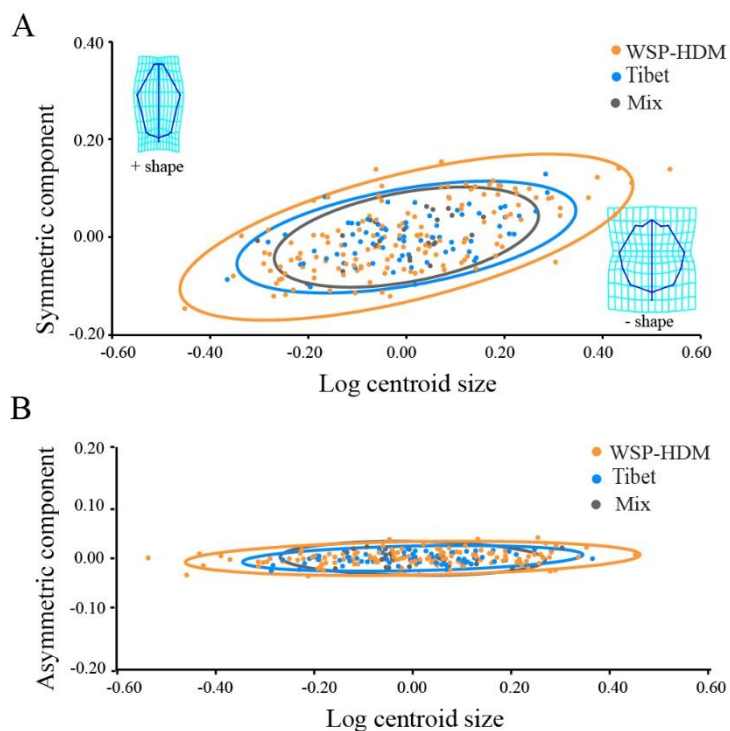 A
0.40
0.20
0.00
-0.20
Symmetric component
+ shape
WSP-HDM
Tibet
Mix
- shape
-0.60
-0.40
-0.20
0.00
0.20
0.40
0.60
Log centroid size
B
0.20
0.10
0.00
-0.10
-0.20
Asymmetric component
WSP-HDM
Tibet
Mix
-0.60
-0.40
-0.20
0.00
0.20
0.40
0.60
Log centroid size